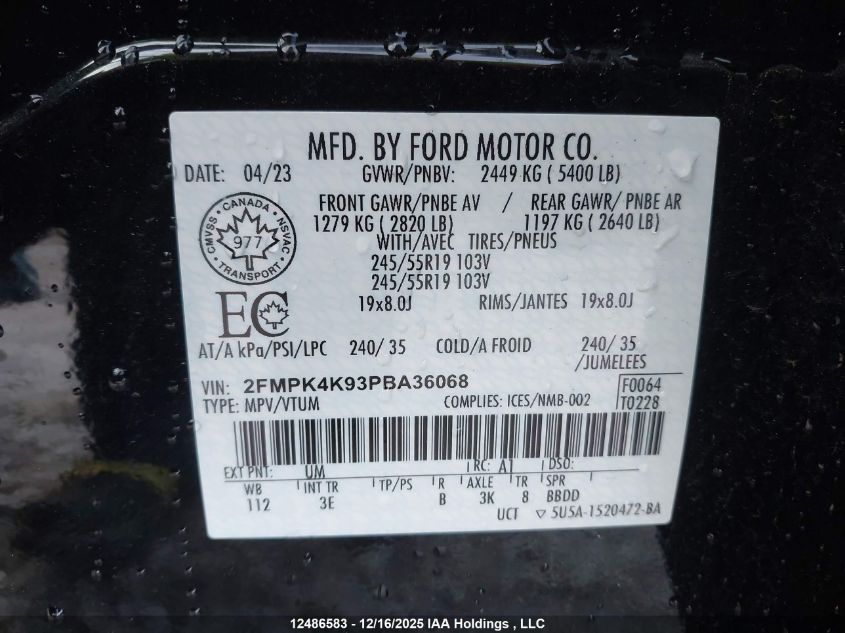 MFD. BY FORD MOTOR CO.
DATE: 04/23 GVWR/PNBV: 2449 KG ( 5400 LB)
FRONT GAWR/PNBE AV / REAR GAWR/ PNBE AR
1279 KG ( 2820 LB) 1197 KG ( 2640 LB)
WITH/AVEC TIRES/PNEUS
245/55R19 103V
245/55R19 103V
19x8.0J RIMS/JANTES 19x8.0J
CANADA
CMVSS NSVAC
977
TRANSPORT
EC
AT/A kPa/PSI/LPC 240/ 35 COLD/A FROID 240/ 35
/JUMELEES
VIN: 2FMPK4K93PBA36068 F0064
TYPE: MPV/VTUM COMPLIES: ICES/NMB-002 T0228
EXT PNT: UM RC: A1 DSO:
WB INT TR TP/PS R AXLE TR SPR
112 3E B 3K 8 BBDD
UCT ▽ 5U5A-1520472-BA
12486583 - 12/16/2025 IAA Holdings , LLC